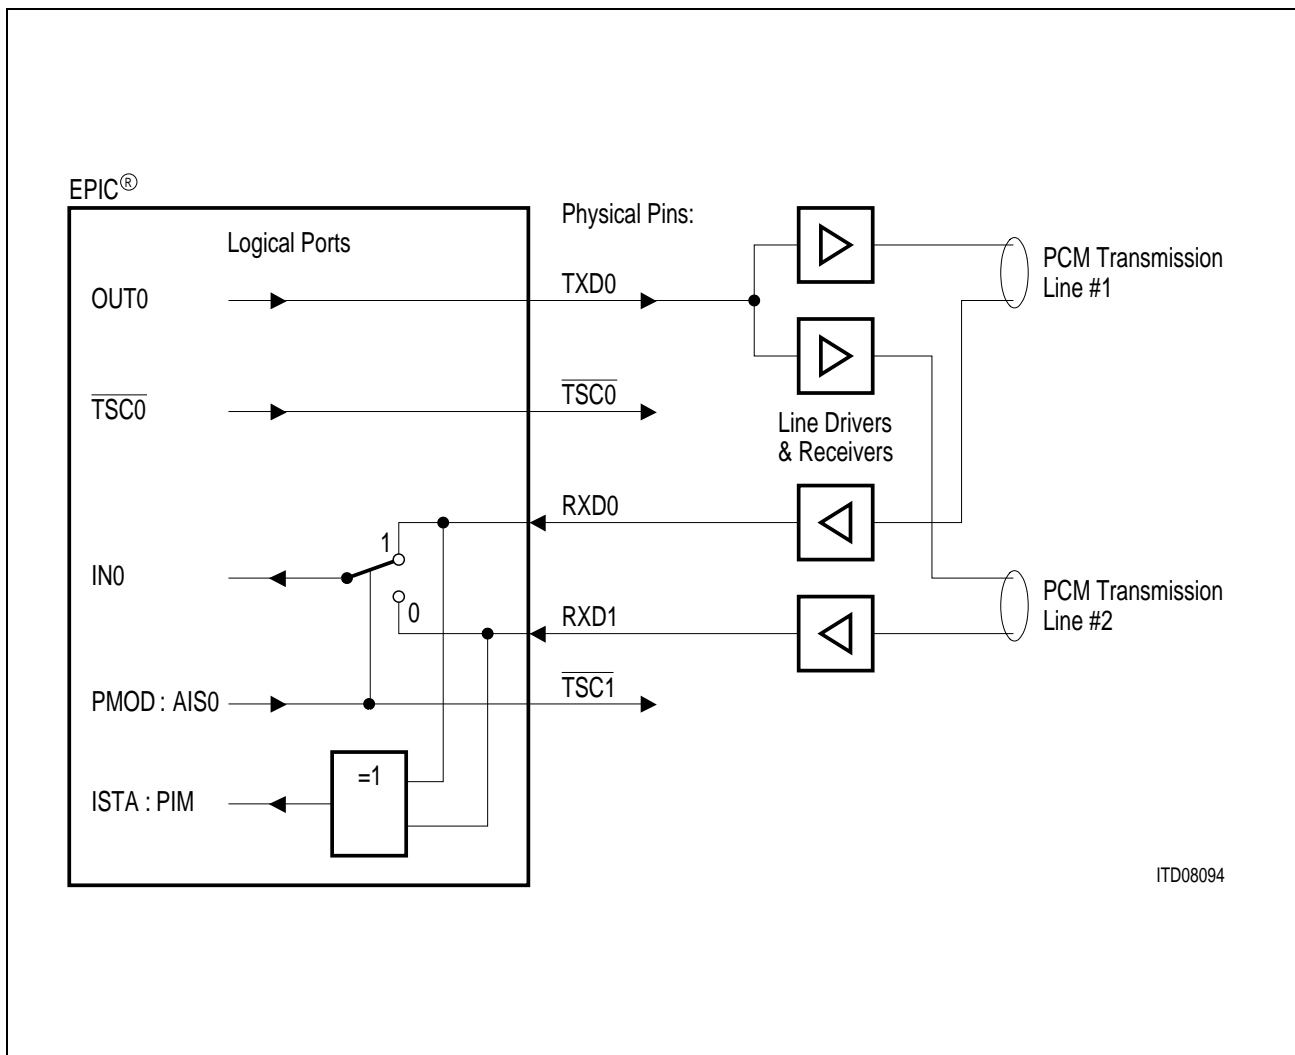 EPIC®
Logical Ports
Physical Pins:
OUT0
TXD0
PCM Transmission
Line #1
TSC0
TSC0
Line Drivers
& Receivers
RXD0
1
IN0
0
RXD1
PCM Transmission
Line #2
PMOD : AIS0
TSC1
=1
ISTA : PIM
ITD08094